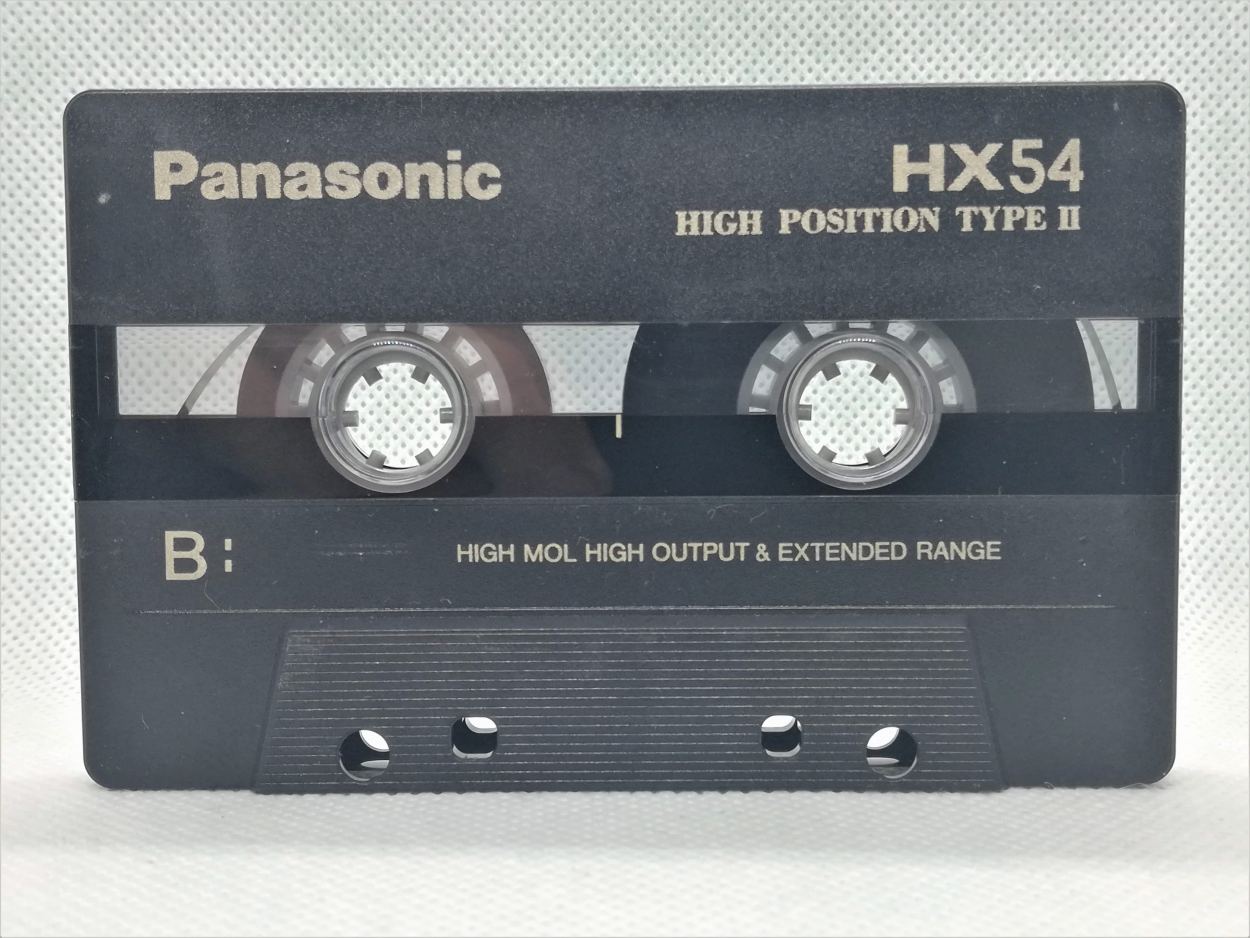 Panasonic
HX54
HIGH POSITION TYPE II
B:
HIGH MOL HIGH OUTPUT & EXTENDED RANGE